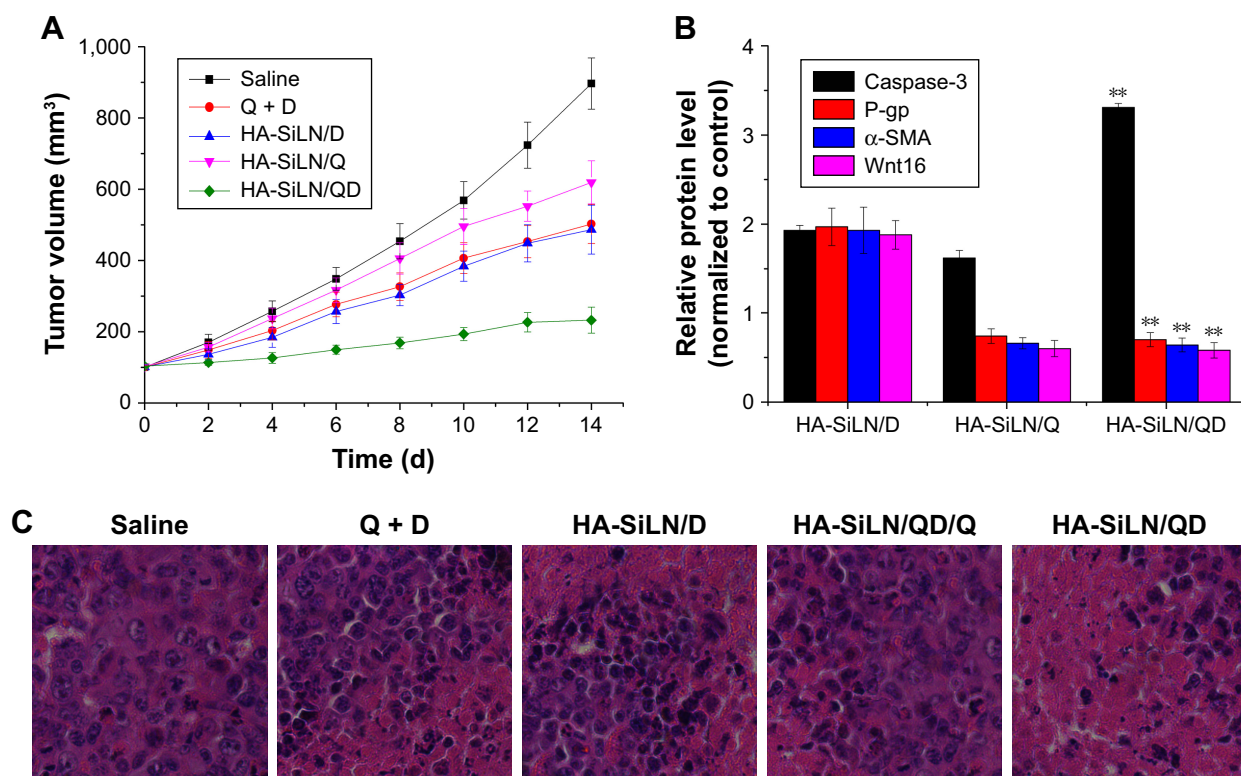 A
Tumor volume (mm³)
1,000
800
600
400
200
0
Saline
Q + D
HA-SiLN/D
HA-SiLN/Q
HA-SiLN/QD
0 2 4 6 8 10 12 14
Time (d)
B
Relative protein level
(normalized to control)
4
3
2
1
0
Caspase-3
P-gp
α-SMA
Wnt16
**
** ** **
HA-SiLN/D HA-SiLN/Q HA-SiLN/QD
C
Saline Q + D HA-SiLN/D HA-SiLN/QD/Q HA-SiLN/QD